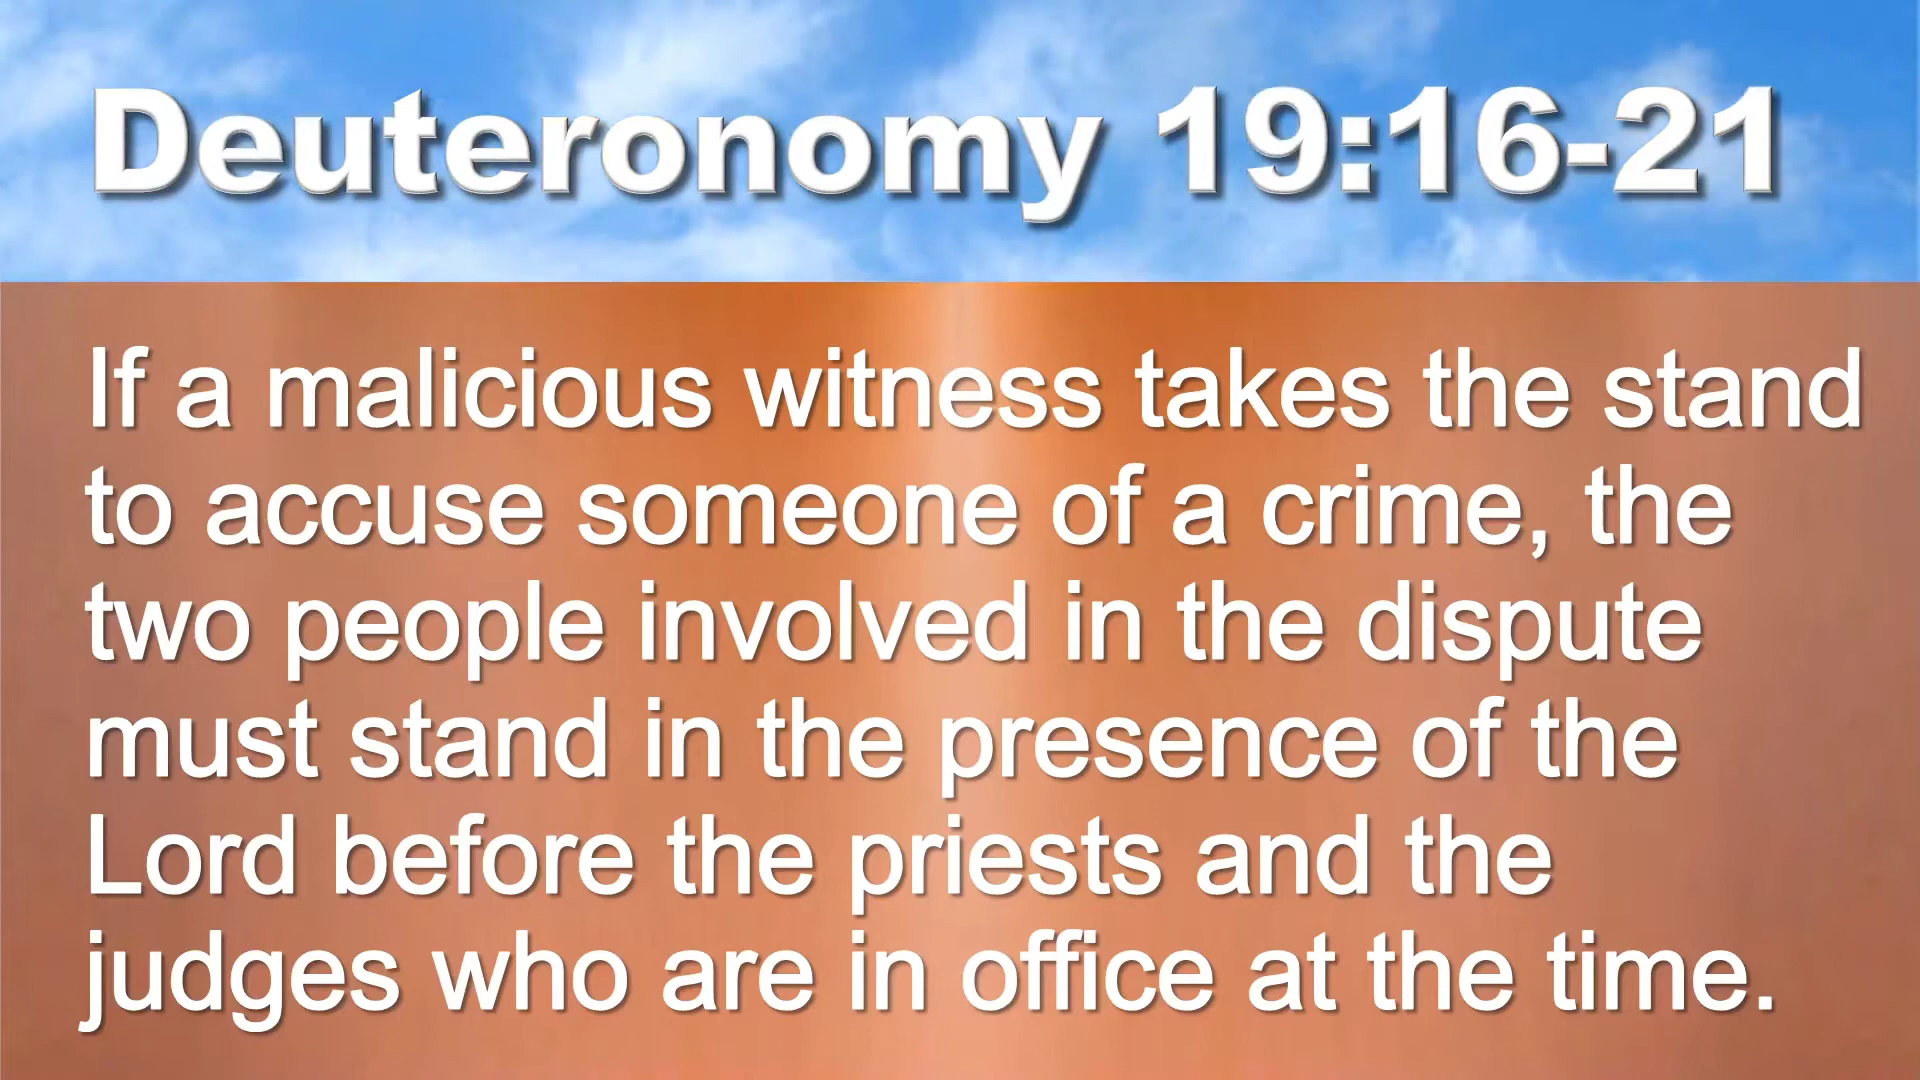 Deuteronomy 19:16-21
If a malicious witness takes the stand
to accuse someone of a crime, the
two people involved in the dispute
must stand in the presence of the
Lord before the priests and the
judges who are in office at the time.